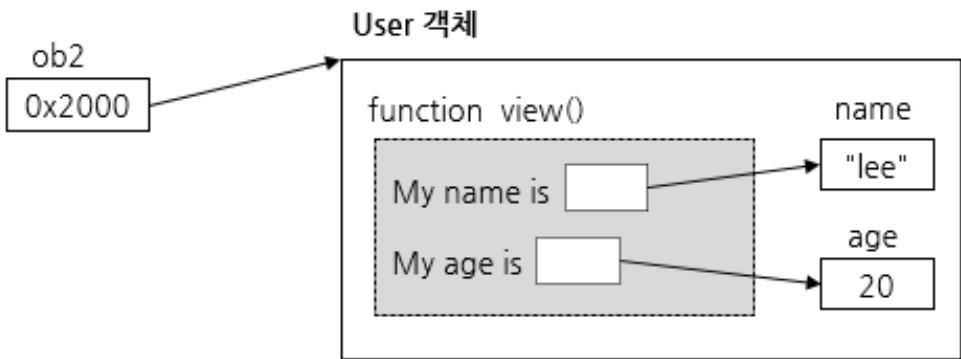 User 객체
ob2
0x2000
function view()
name
"lee"
My name is
age
My age is
20